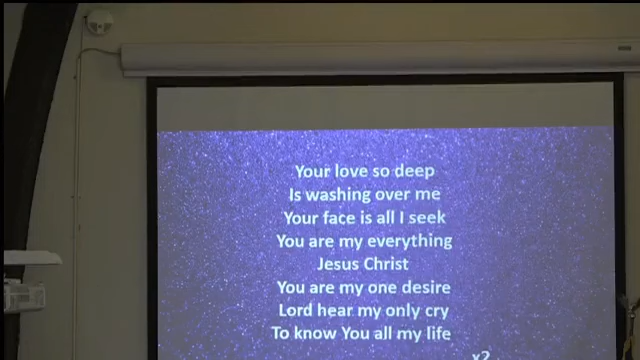 Your love so deep
Is washing over me
Your face is all I seek
You are my everything
Jesus Christ
You are my one desire
Lord hear my only cry
To know You all my life
x2